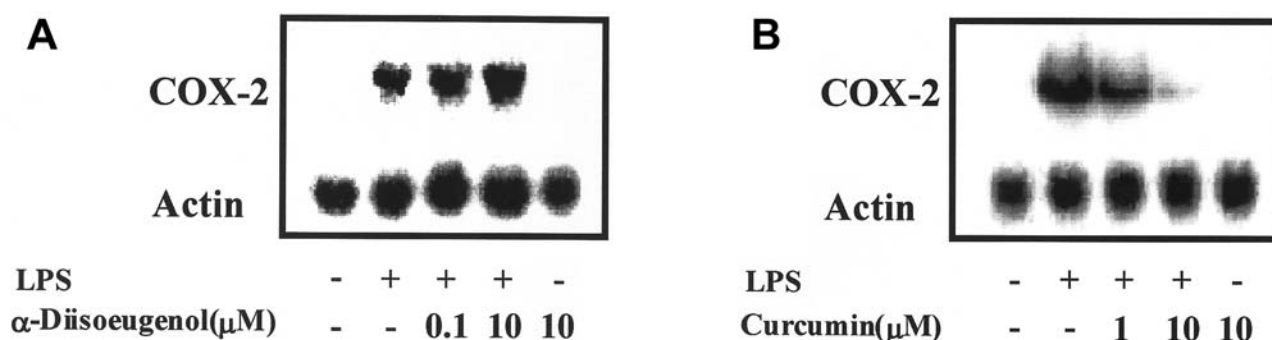 A
COX-2
Actin
LPS - + + + -
α-Diisoeugenol(μM) - - 0.1 10 10
B
COX-2
Actin
LPS - + + + -
Curcumin(μM) - - 1 10 10